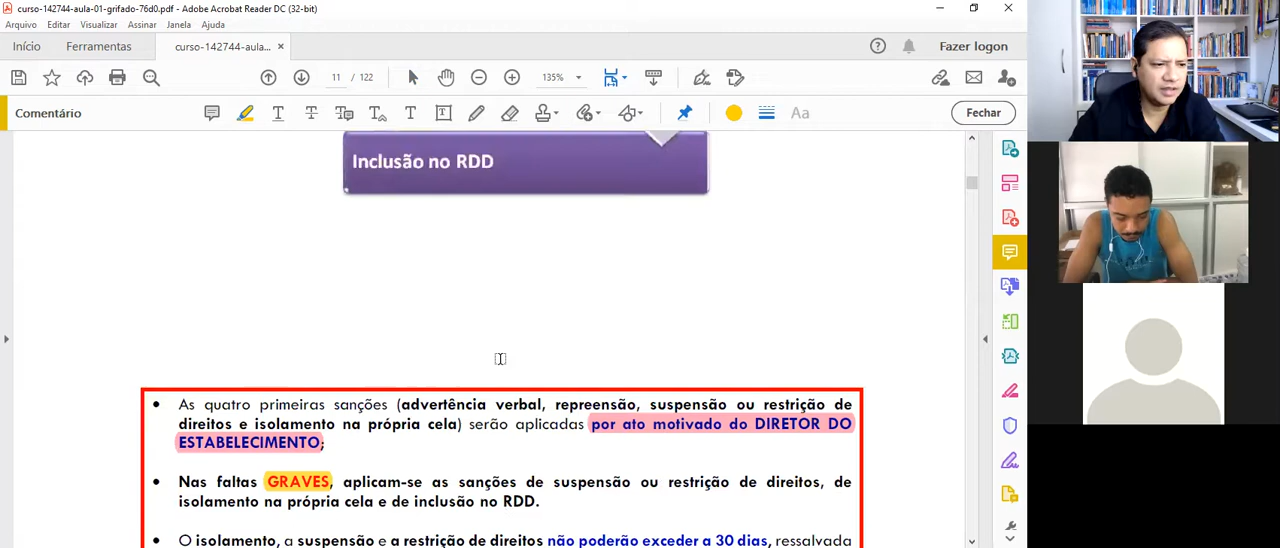 curso-142744-aula-01-grifado-76d0.pdf - Adobe Acrobat Reader DC (32-bit)
Arquivo Editar Visualizar Assinar Janela Ajuda
Início Ferramentas curso-142744-aula... × Fazer logon
11 / 122 135%
Comentário Aa Fechar
Inclusão no RDD
• As quatro primeiras sanções (advertência verbal, repreensão, suspensão ou restrição de
direitos e isolamento na própria cela) serão aplicadas por ato motivado do DIRETOR DO
ESTABELECIMENTO;
• Nas faltas GRAVES, aplicam-se as sanções de suspensão ou restrição de direitos, de
isolamento na própria cela e de inclusão no RDD.
• O isolamento, a suspensão e a restrição de direitos não poderão exceder a 30 dias, ressalvada